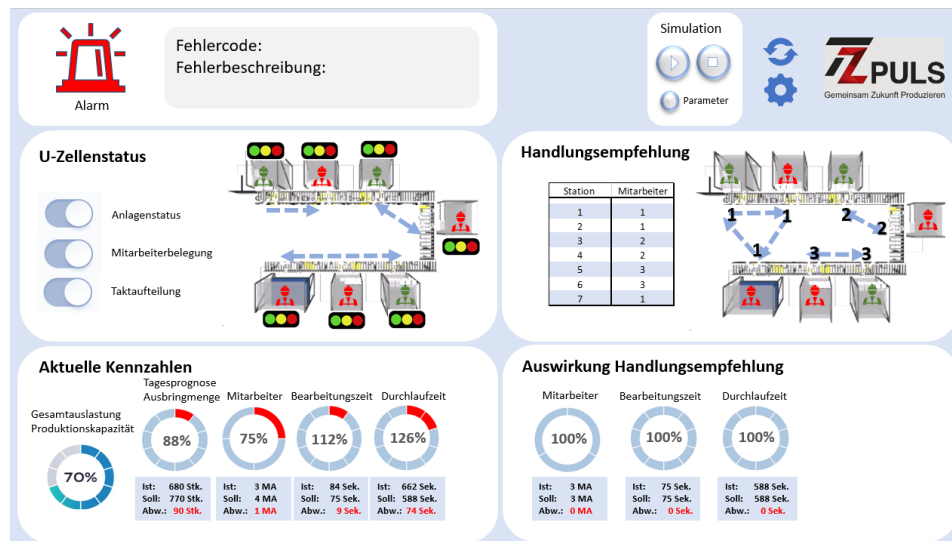 Fehlercode:
Fehlerbeschreibung:
Alarm
Simulation
Parameter
TZ PULS
Gemeinsam Zukunft Produzieren
U-Zellenstatus
Anlagenstatus
Mitarbeiterbelegung
Taktaufteilung
Handlungsempfehlung
Station Mitarbeiter
1 1
2 1
3 2
4 2
5 3
6 3
7 1
1 1 2
2
1 3 3
Aktuelle Kennzahlen
Gesamtauslastung
Produktionskapazität
70%
Tagesprognose
Ausbringmenge
88%
Ist: 680 Stk.
Soll: 770 Stk.
Abw.: 90 Stk.
Mitarbeiter
75%
Ist: 3 MA
Soll: 4 MA
Abw.: 1 MA
Bearbeitungszeit
112%
Ist: 84 Sek.
Soll: 75 Sek.
Abw.: 9 Sek.
Durchlaufzeit
126%
Ist: 662 Sek.
Soll: 588 Sek.
Abw.: 74 Sek.
Auswirkung Handlungsempfehlung
Mitarbeiter
100%
Ist: 3 MA
Soll: 3 MA
Abw.: 0 MA
Bearbeitungszeit
100%
Ist: 75 Sek.
Soll: 75 Sek.
Abw.: 0 Sek.
Durchlaufzeit
100%
Ist: 588 Sek.
Soll: 588 Sek.
Abw.: 0 Sek.